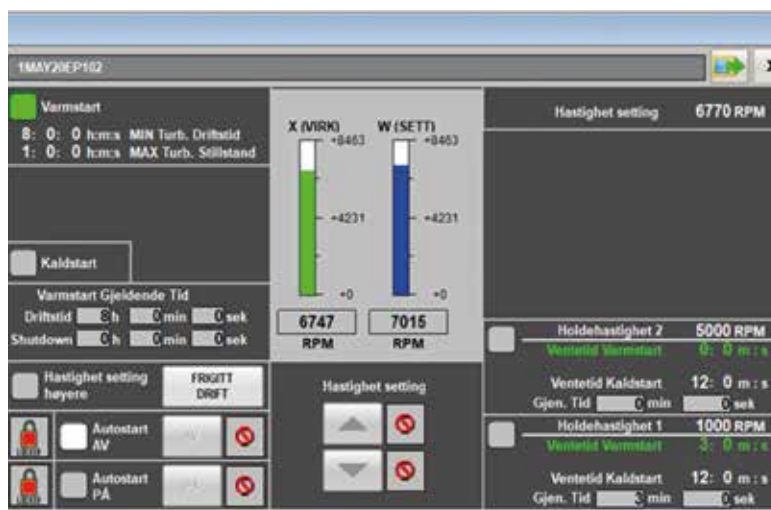 1MAY20EP102
Varmstart
8: 0: 0 h:m:s MIN Turb. Driftstid
1: 0: 0 h:m:s MAX Turb. Stillstand
Kaldstart
Varmstart Gjeldende Tid
Driftstid 8 h 0 min 0 sek
Shutdown 0 h 0 min 0 sek
Hastighet setting høyere
FRIGITT DRIFT
Autostart AV
Autostart PÅ
X (VIRK) W (SETT)
+8463 +8463
+4231 +4231
+0 +0
6747 7015
RPM RPM
Hastighet setting
Hastighet setting 6770 RPM
Holdehastighet 2 5000 RPM
Ventetid Varmstart 0: 0 m : s
Ventetid Kaldstart 12: 0 m : s
Gjen. Tid 0 min 0 sek
Holdehastighet 1 1000 RPM
Ventetid Varmstart 3: 0 m : s
Ventetid Kaldstart 12: 0 m : s
Gjen. Tid min 0 sek